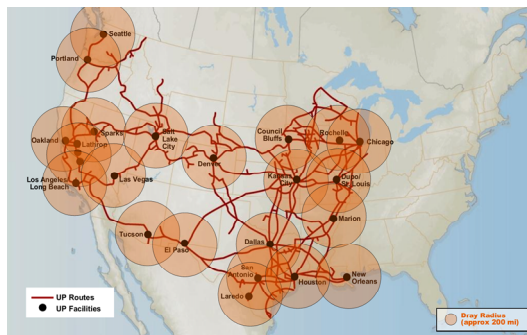 Seattle
Portland
Sparks
Oakland
Lathrop
Salt
Lake
City
Council
Bluffs
Rochelle
Chicago
Denver
Kansas
City
Dupo/
St. Louis
Los Angeles
Long Beach
Las Vegas
Marion
Tucson
El Paso
Dallas
San
Antonio
Houston
New
Orleans
Laredo
UP Routes
UP Facilities
Dray Radius
(approx 200 mi)